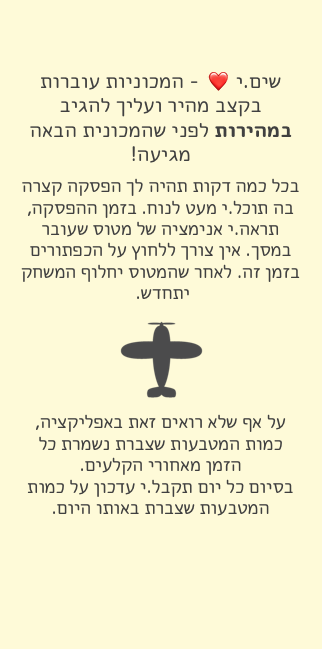 שים.י ❤️ - המכוניות עוברות
בקצב מהיר ועליך להגיב
במהירות לפני שהמכונית הבאה
מגיעה!
בכל כמה דקות תהיה לך הפסקה קצרה
בה תוכל.י מעט לנוח. בזמן ההפסקה,
תראה.י אנימציה של מטוס שעובר
במסך. אין צורך ללחוץ על הכפתורים
בזמן זה. לאחר שהמטוס יחלוף המשחק
יתחדש.
על אף שלא רואים זאת באפליקציה,
כמות המטבעות שצברת נשמרת כל
הזמן מאחורי הקלעים.
בסיום כל יום תקבל.י עדכון על כמות
המטבעות שצברת באותו היום.